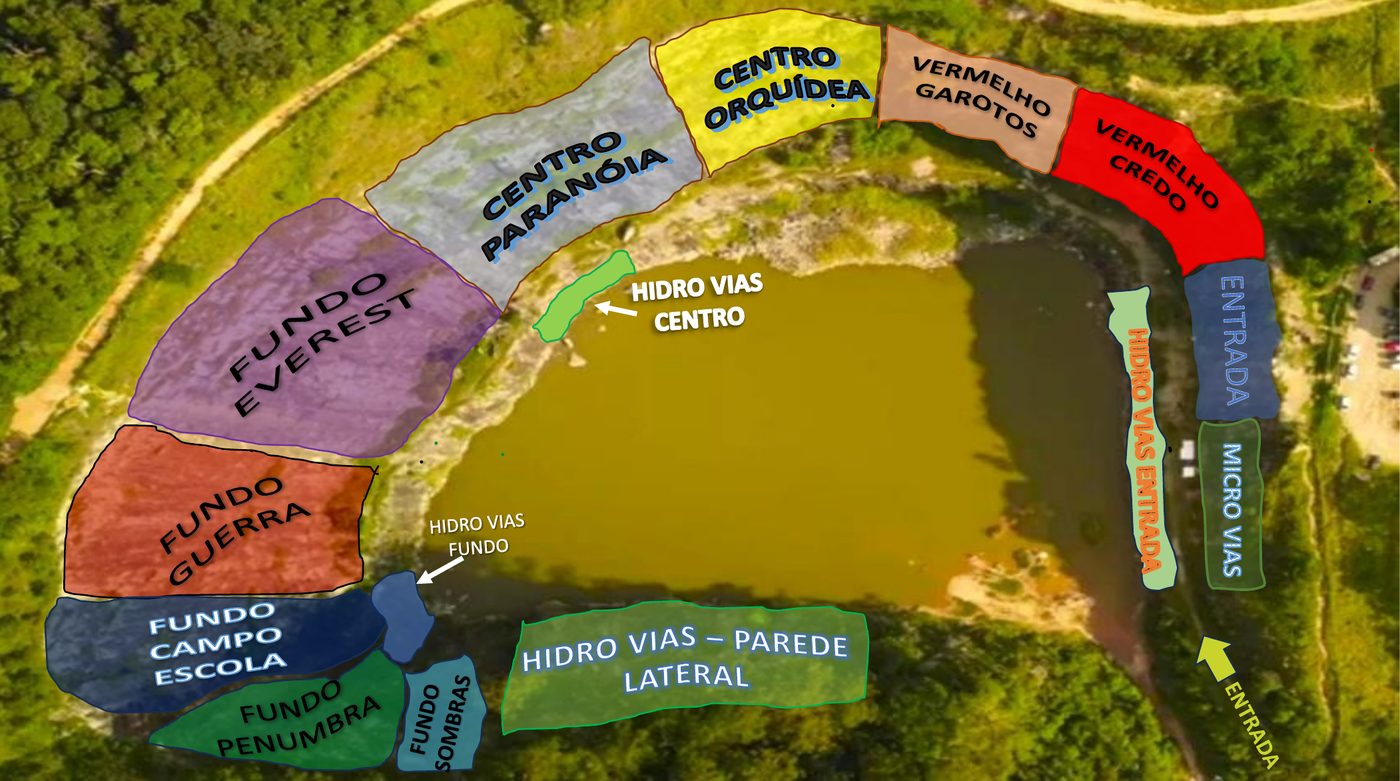 CENTRO
ORQUÍDEA
VERMELHO
GAROTOS
VERMELHO
CREDO
CENTRO
PARANÓIA
FUNDO
EVEREST
HIDRO VIAS
CENTRO
ENTRADA
HIDRO VIAS ENTRADA
MICRO VIAS
FUNDO
GUERRA
HIDRO VIAS
FUNDO
FUNDO
CAMPO
ESCOLA
HIDRO VIAS – PAREDE
LATERAL
FUNDO
PENUMBRA
FUNDO
SOMBRAS
ENTRADA